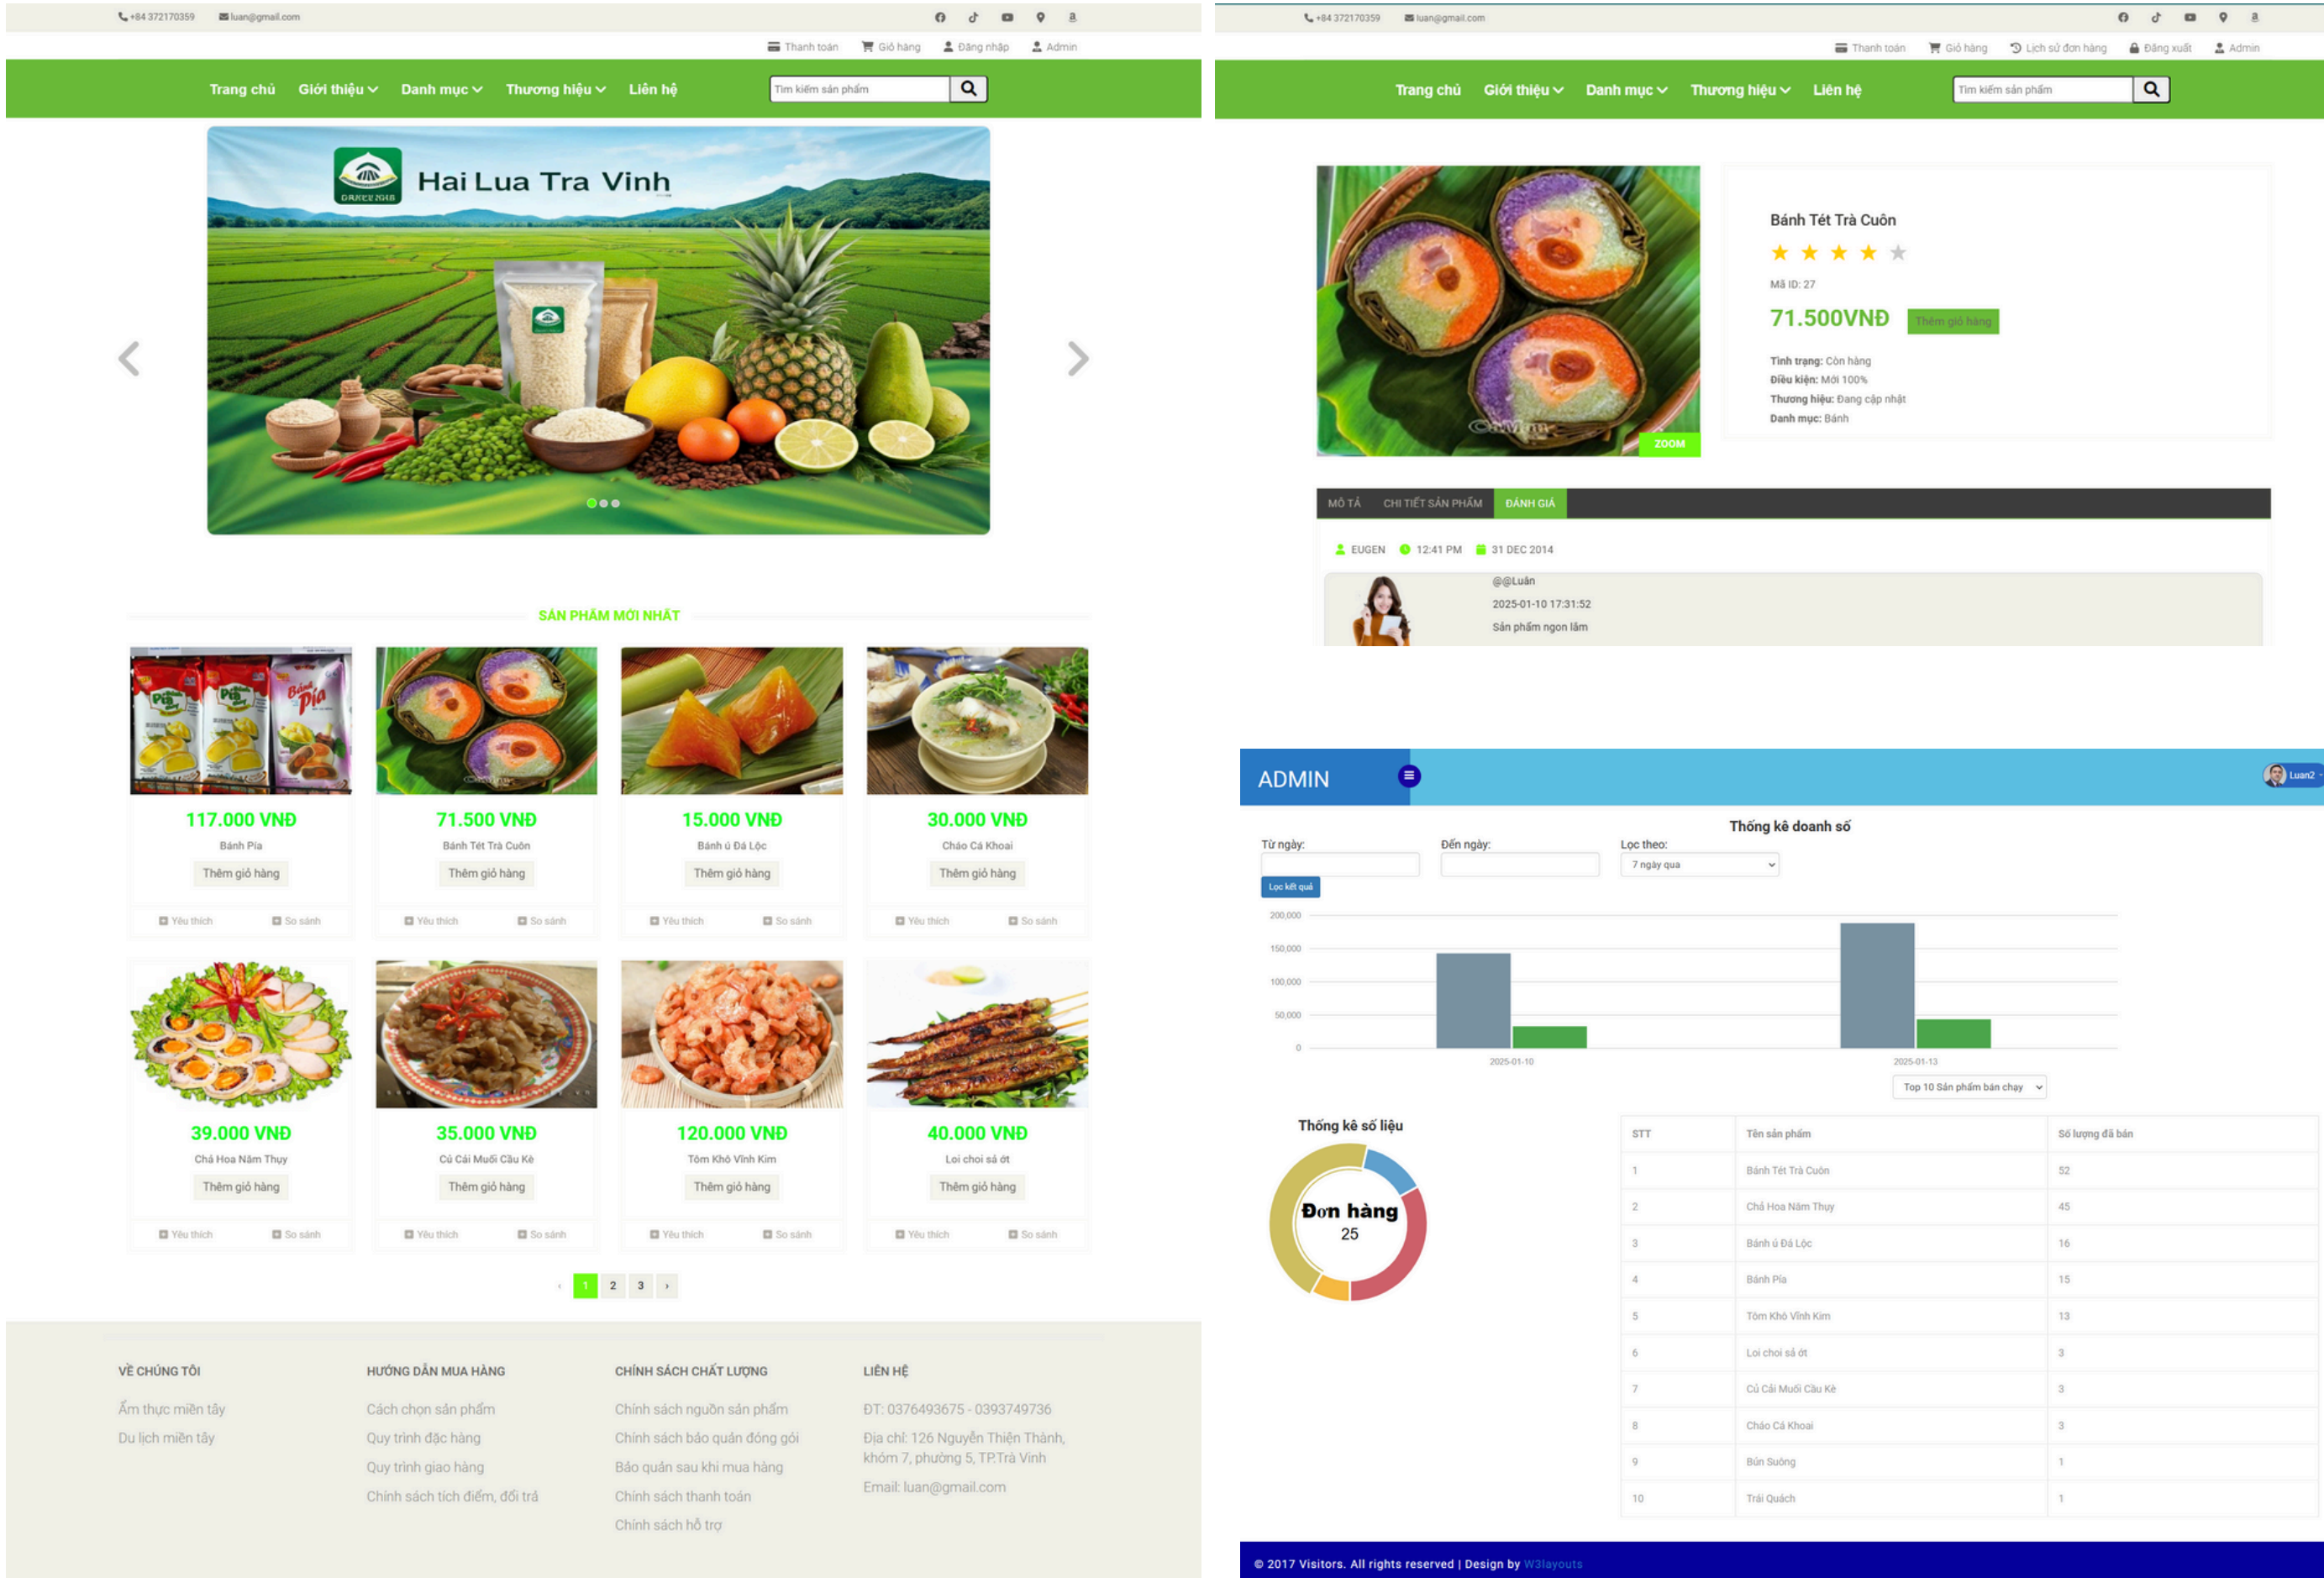 +84 372170359 luan@gmail.com
Thanh toán Giỏ hàng Đăng nhập Admin
Trang chủ Giới thiệu Danh mục Thương hiệu Liên hệ Tìm kiếm sản phẩm
Hai Lua Tra Vinh
SẢN PHẨM MỚI NHẤT
117.000 VNĐ 71.500 VNĐ 15.000 VNĐ 30.000 VNĐ
Bánh Pía Bánh Tét Trà Cuôn Bánh ú Đá Lộc Cháo Cá Khoai
Thêm giỏ hàng Thêm giỏ hàng Thêm giỏ hàng Thêm giỏ hàng
Yêu thích So sánh Yêu thích So sánh Yêu thích So sánh Yêu thích So sánh
39.000 VNĐ 35.000 VNĐ 120.000 VNĐ 40.000 VNĐ
Chả Hoa Năm Thụy Củ Cải Muối Cầu Kè Tôm Khô Vĩnh Kim Loi choi sả ớt
Thêm giỏ hàng Thêm giỏ hàng Thêm giỏ hàng Thêm giỏ hàng
Yêu thích So sánh Yêu thích So sánh Yêu thích So sánh Yêu thích So sánh
‹ 1 2 3 ›
VỀ CHÚNG TÔI
Ẩm thực miền tây
Du lịch miền tây
HƯỚNG DẪN MUA HÀNG
Cách chọn sản phẩm
Quy trình đặc hàng
Quy trình giao hàng
Chính sách tích điểm, đổi trả
CHÍNH SÁCH CHẤT LƯỢNG
Chính sách nguồn sản phẩm
Chính sách bảo quản đóng gói
Bảo quản sau khi mua hàng
Chính sách thanh toán
Chính sách hỗ trợ
LIÊN HỆ
ĐT: 0376493675 - 0393749736
Địa chỉ: 126 Nguyễn Thiện Thành,
khóm 7, phường 5, TP.Trà Vinh
Email: luan@gmail.com
+84 372170359 luan@gmail.com
Thanh toán Giỏ hàng Lịch sử đơn hàng Đăng xuất Admin
Trang chủ Giới thiệu Danh mục Thương hiệu Liên hệ Tìm kiếm sản phẩm
Bánh Tét Trà Cuôn
Mã ID: 27
71.500VNĐ Thêm giỏ hàng
Tình trạng: Còn hàng
Điều kiện: Mới 100%
Thương hiệu: Đang cập nhật
Danh mục: Bánh
ZOOM
MÔ TẢ CHI TIẾT SẢN PHẨM ĐÁNH GIÁ
EUGEN 12:41 PM 31 DEC 2014
@@Luân
2025-01-10 17:31:52
Sản phẩm ngon lắm
ADMIN Luan2
Thống kê doanh số
Từ ngày: Đến ngày: Lọc theo:
7 ngày qua
Lọc kết quả
200,000
150,000
100,000
50,000
0
2025-01-10 2025-01-13
Top 10 Sản phẩm bán chạy
Thống kê số liệu
Đơn hàng
25
STT Tên sản phẩm Số lượng đã bán
1 Bánh Tét Trà Cuôn 52
2 Chả Hoa Năm Thụy 45
3 Bánh ú Đá Lộc 16
4 Bánh Pía 15
5 Tôm Khô Vĩnh Kim 13
6 Loi choi sả ớt 3
7 Củ Cải Muối Cầu Kè 3
8 Cháo Cá Khoai 3
9 Bún Suông 1
10 Trái Quách 1
© 2017 Visitors. All rights reserved | Design by W3layouts